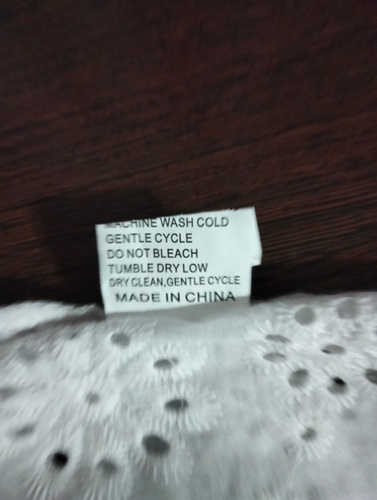 MACHINE WASH COLD
GENTLE CYCLE
DO NOT BLEACH
TUMBLE DRY LOW
DRY CLEAN,GENTLE CYCLE
MADE IN CHINA